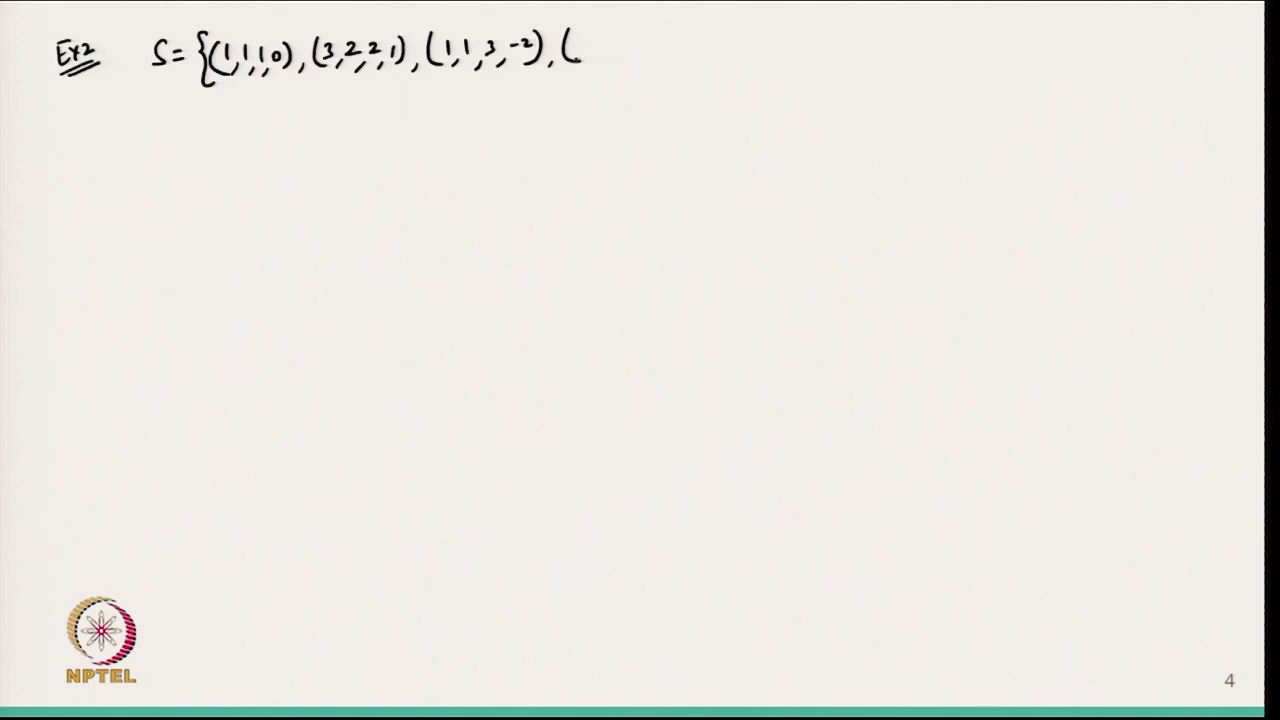 Ex2 S= {(1,1,1,0), (3,2,2,1), (1,1,3,-2), (
NPTEL
4